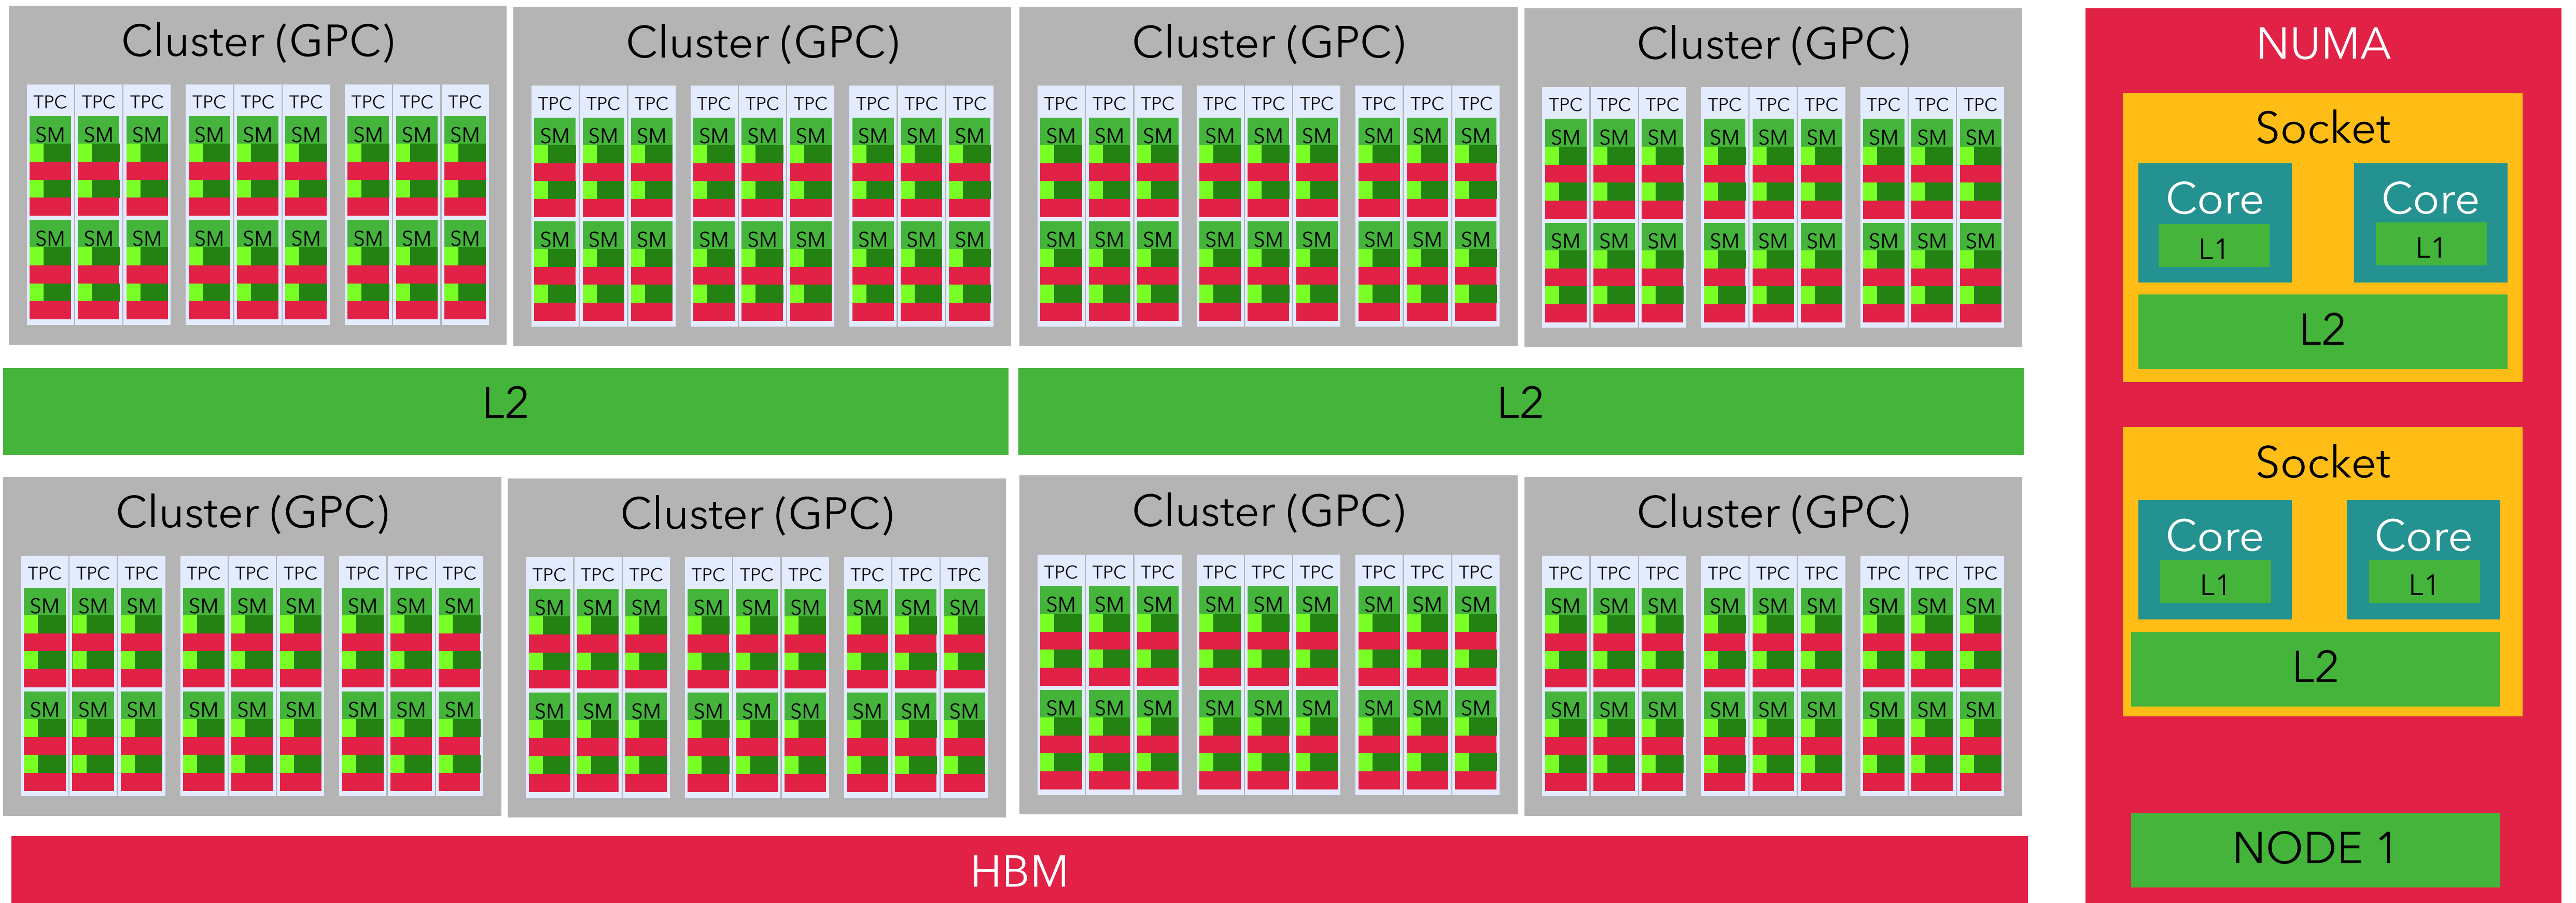 Cluster (GPC) Cluster (GPC) Cluster (GPC) Cluster (GPC)
TPC TPC TPC TPC TPC TPC TPC TPC TPC TPC TPC TPC TPC TPC TPC TPC TPC TPC TPC TPC TPC TPC TPC TPC TPC TPC TPC TPC TPC TPC TPC TPC TPC TPC TPC TPC
SM SM SM SM SM SM SM SM SM SM SM SM SM SM SM SM SM SM SM SM SM SM SM SM SM SM SM SM SM SM SM SM SM SM SM SM
SM SM SM SM SM SM SM SM SM SM SM SM SM SM SM SM SM SM SM SM SM SM SM SM SM SM SM SM SM SM SM SM SM SM SM SM
L2 L2
Cluster (GPC) Cluster (GPC) Cluster (GPC) Cluster (GPC)
TPC TPC TPC TPC TPC TPC TPC TPC TPC TPC TPC TPC TPC TPC TPC TPC TPC TPC TPC TPC TPC TPC TPC TPC TPC TPC TPC TPC TPC TPC TPC TPC TPC TPC TPC TPC
SM SM SM SM SM SM SM SM SM SM SM SM SM SM SM SM SM SM SM SM SM SM SM SM SM SM SM SM SM SM SM SM SM SM SM SM
SM SM SM SM SM SM SM SM SM SM SM SM SM SM SM SM SM SM SM SM SM SM SM SM SM SM SM SM SM SM SM SM SM SM SM SM
HBM
NUMA
Socket
Core Core
L1 L1
L2
Socket
Core Core
L1 L1
L2
NODE 1